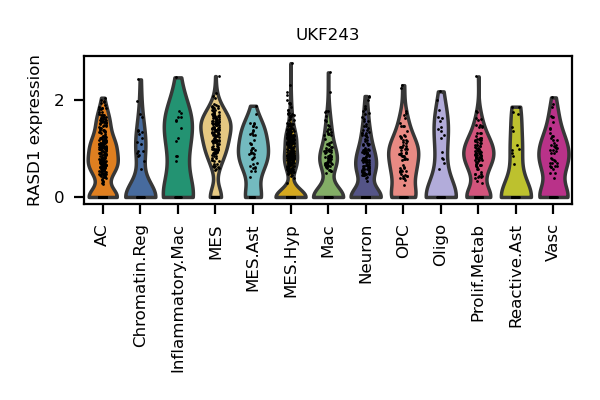 UKF243
RASD1 expression
2
0
AC
Chromatin.Reg
Inflammatory.Mac
MES
MES.Ast
MES.Hyp
Mac
Neuron
OPC
Oligo
Prolif.Metab
Reactive.Ast
Vasc